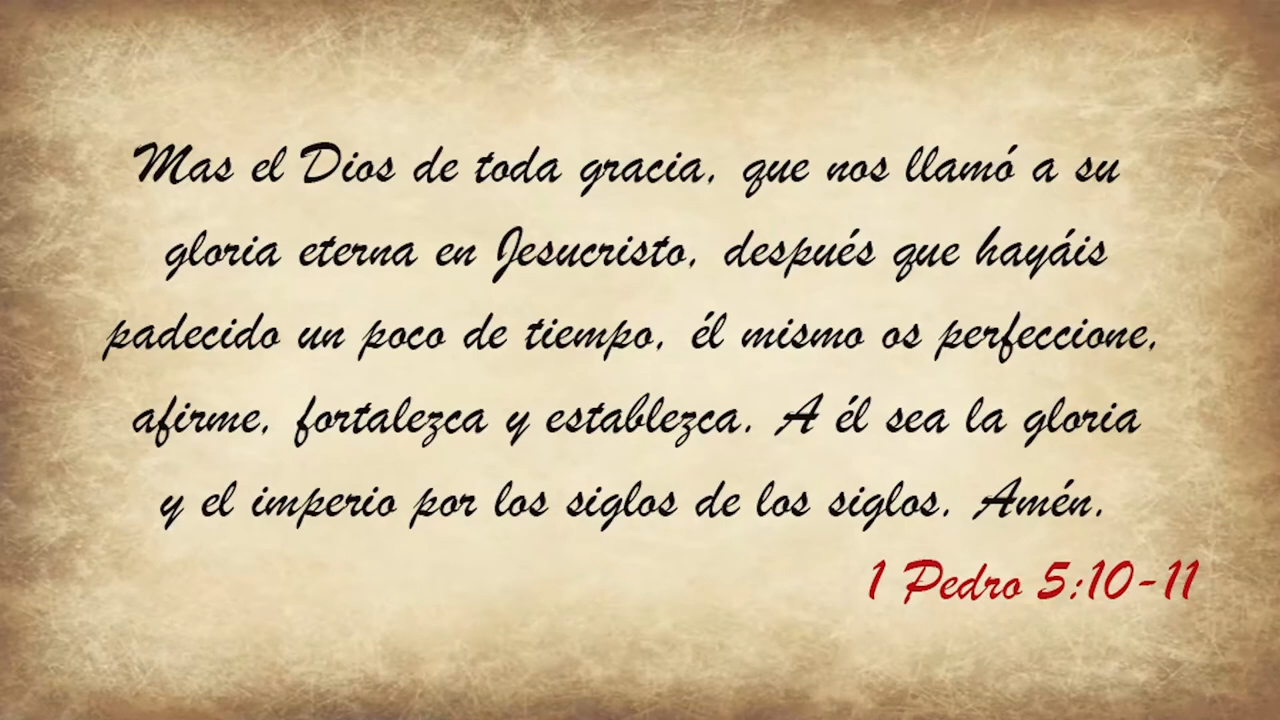 Mas el Dios de toda gracia, que nos llamó a su
gloria eterna en Jesucristo, después que hayáis
padecido un poco de tiempo, él mismo os perfeccione,
afirme, fortalezca y establezca. A él sea la gloria
y el imperio por los siglos de los siglos. Amén.
1 Pedro 5:10-11